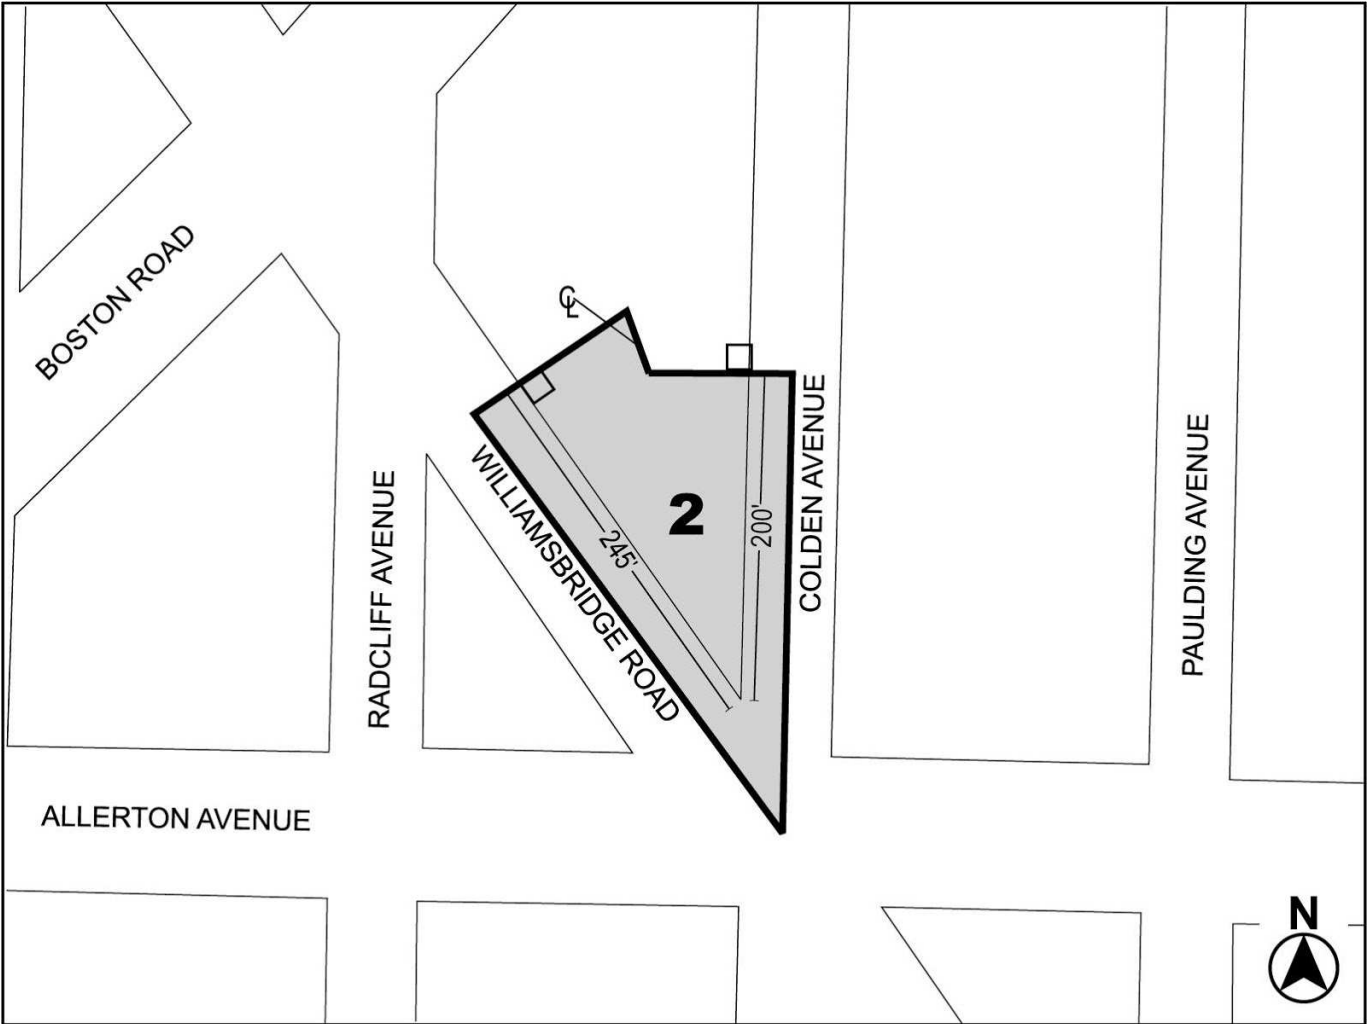 BOSTON ROAD
℄
WILLIAMSBRIDGE ROAD
245'
2
200'
COLDEN AVENUE
RADCLIFF AVENUE
PAULDING AVENUE
ALLERTON AVENUE
N